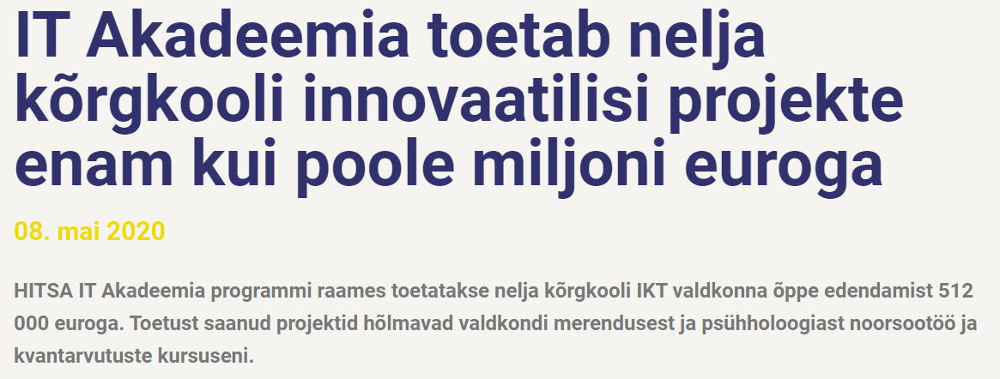 IT Akadeemia toetab nelja
kõrgkooli innovaatilisi projekte
enam kui poole miljoni euroga
08. mai 2020
HITSA IT Akadeemia programmi raames toetatakse nelja kõrgkooli IKT valdkonna õppe edendamist 512
000 euroga. Toetust saanud projektid hõlmavad valdkondi merendusest ja psühholoogiast noorsootöö ja
kvantarvutuste kursuseni.